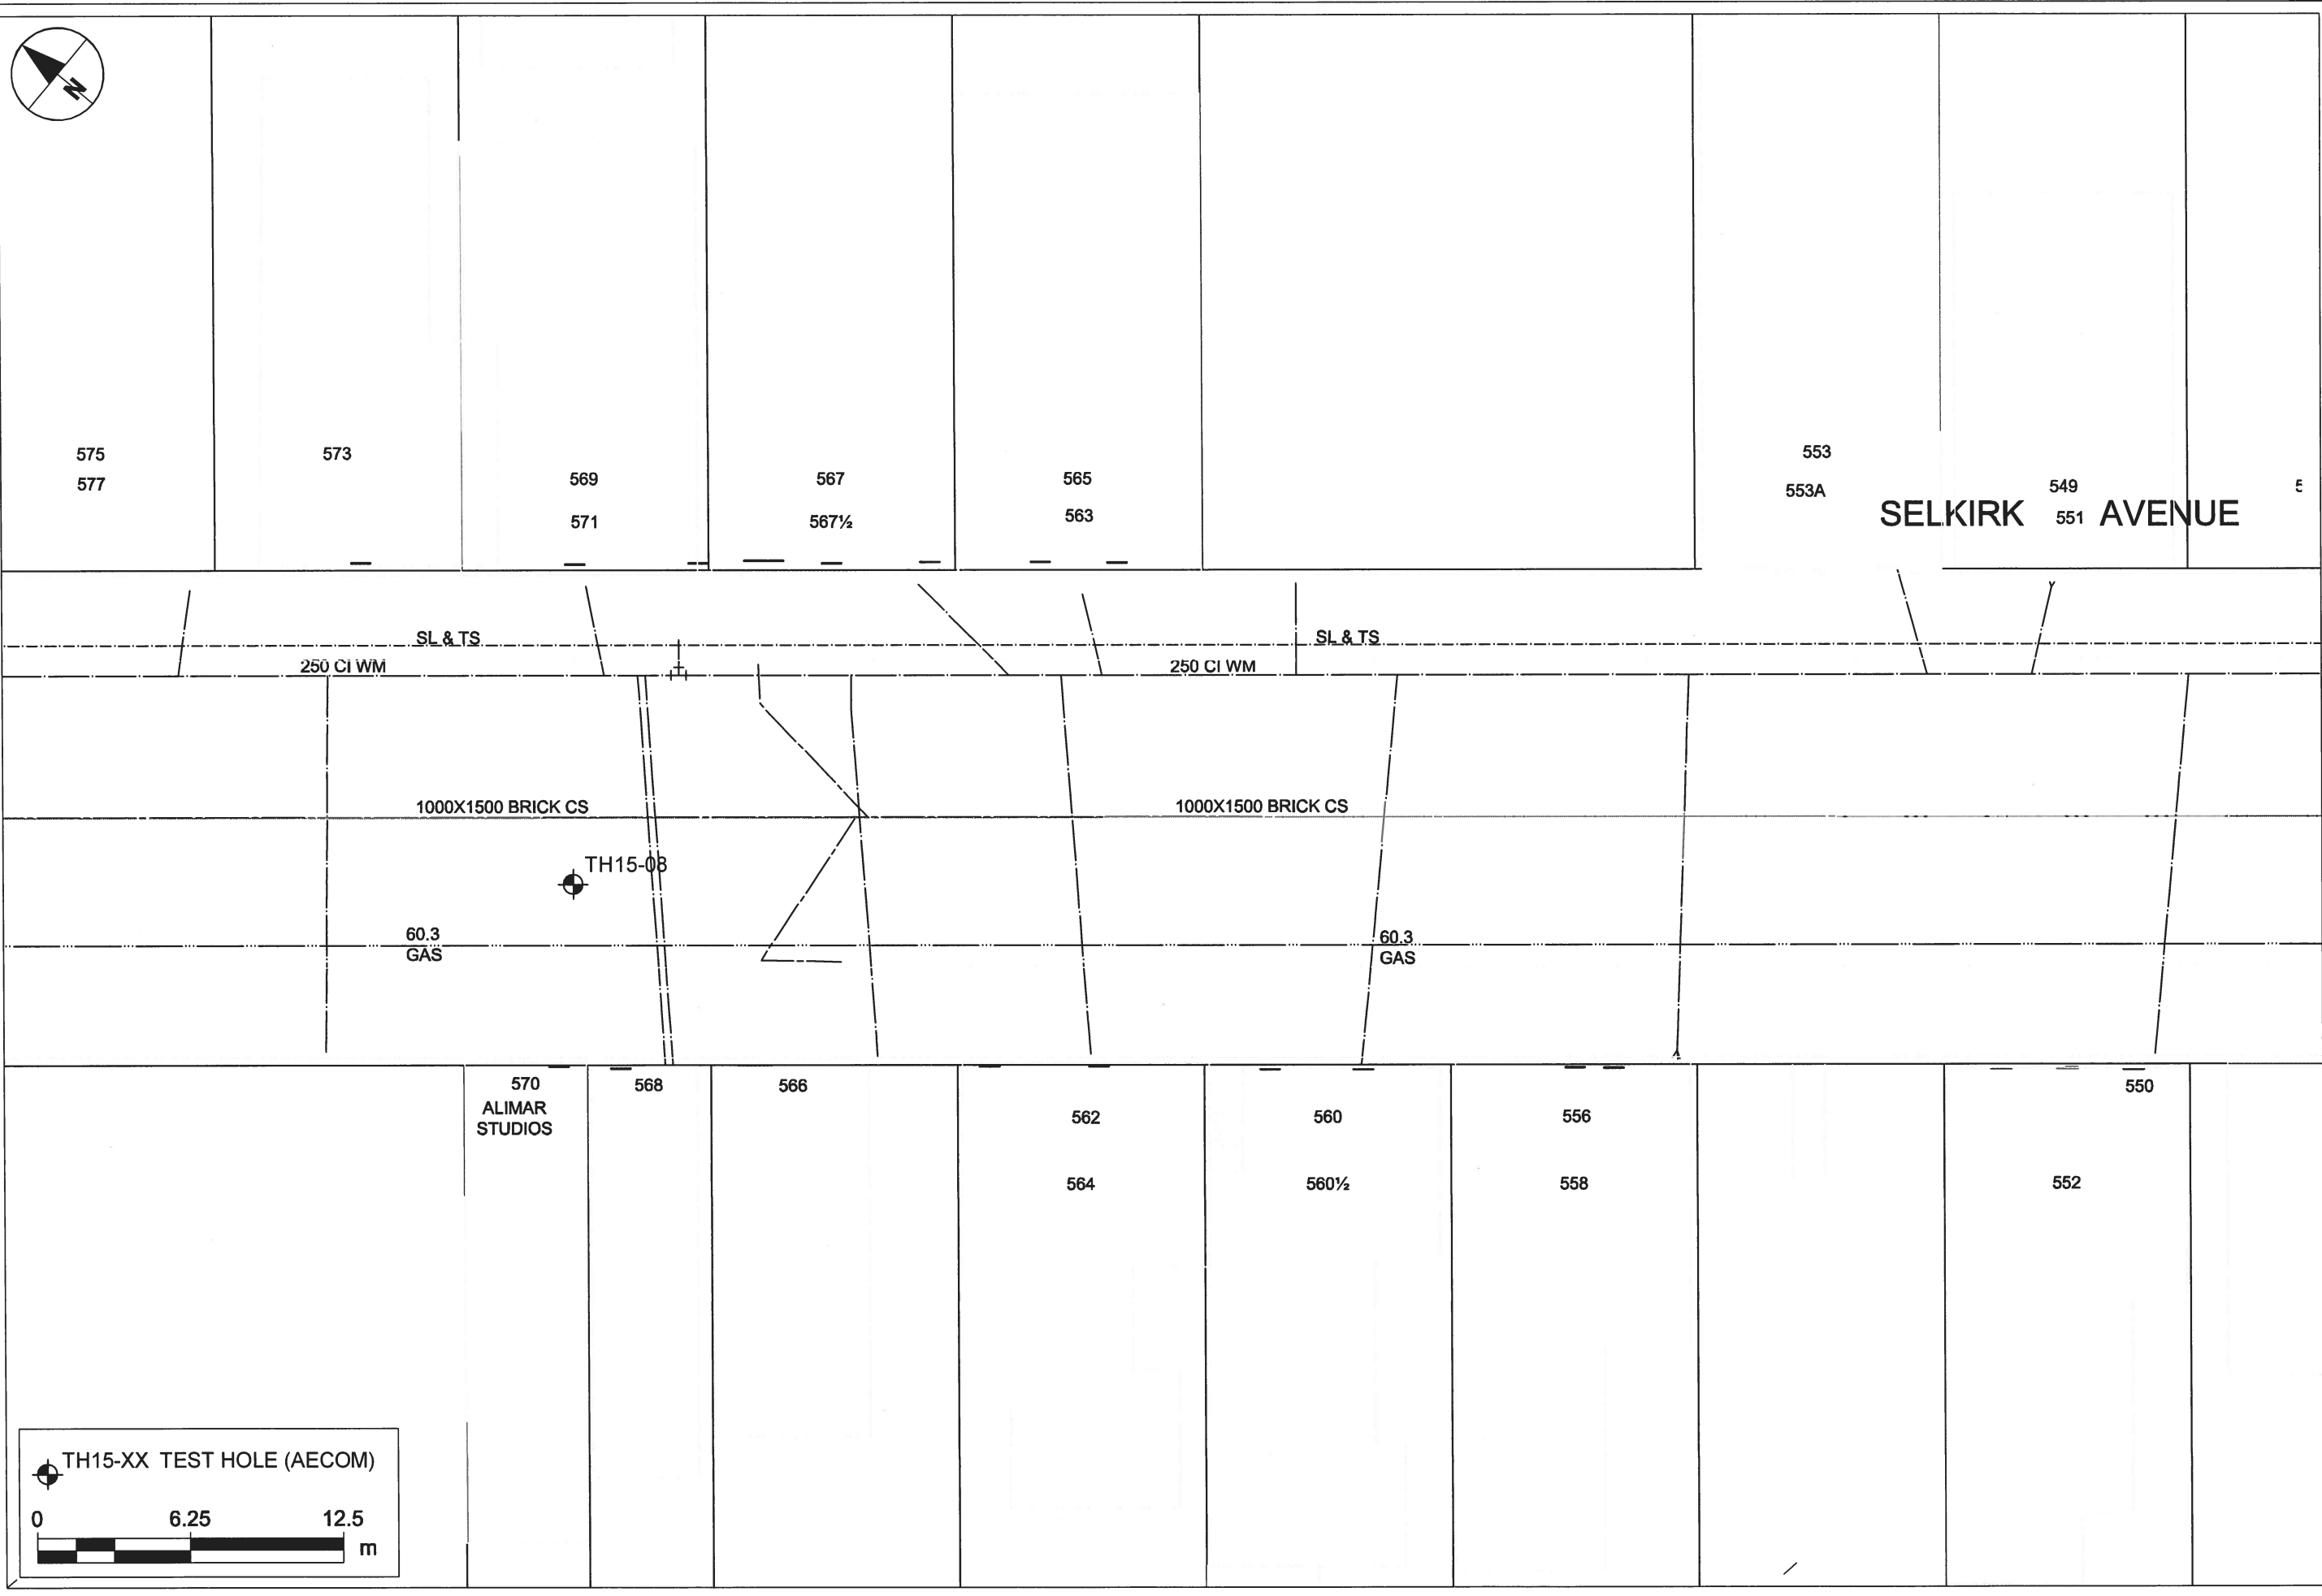 N
575
577
573
569
571
567
567½
565
563
553
553A
549
551
SELKIRK AVENUE
SL & TS
SL & TS
250 CI WM
250 CI WM
1000X1500 BRICK CS
1000X1500 BRICK CS
TH15-08
60.3
GAS
60.3
GAS
570
ALIMAR
STUDIOS
568
566
562
564
560
560½
556
558
550
552
TH15-XX TEST HOLE (AECOM)
0 6.25 12.5
m